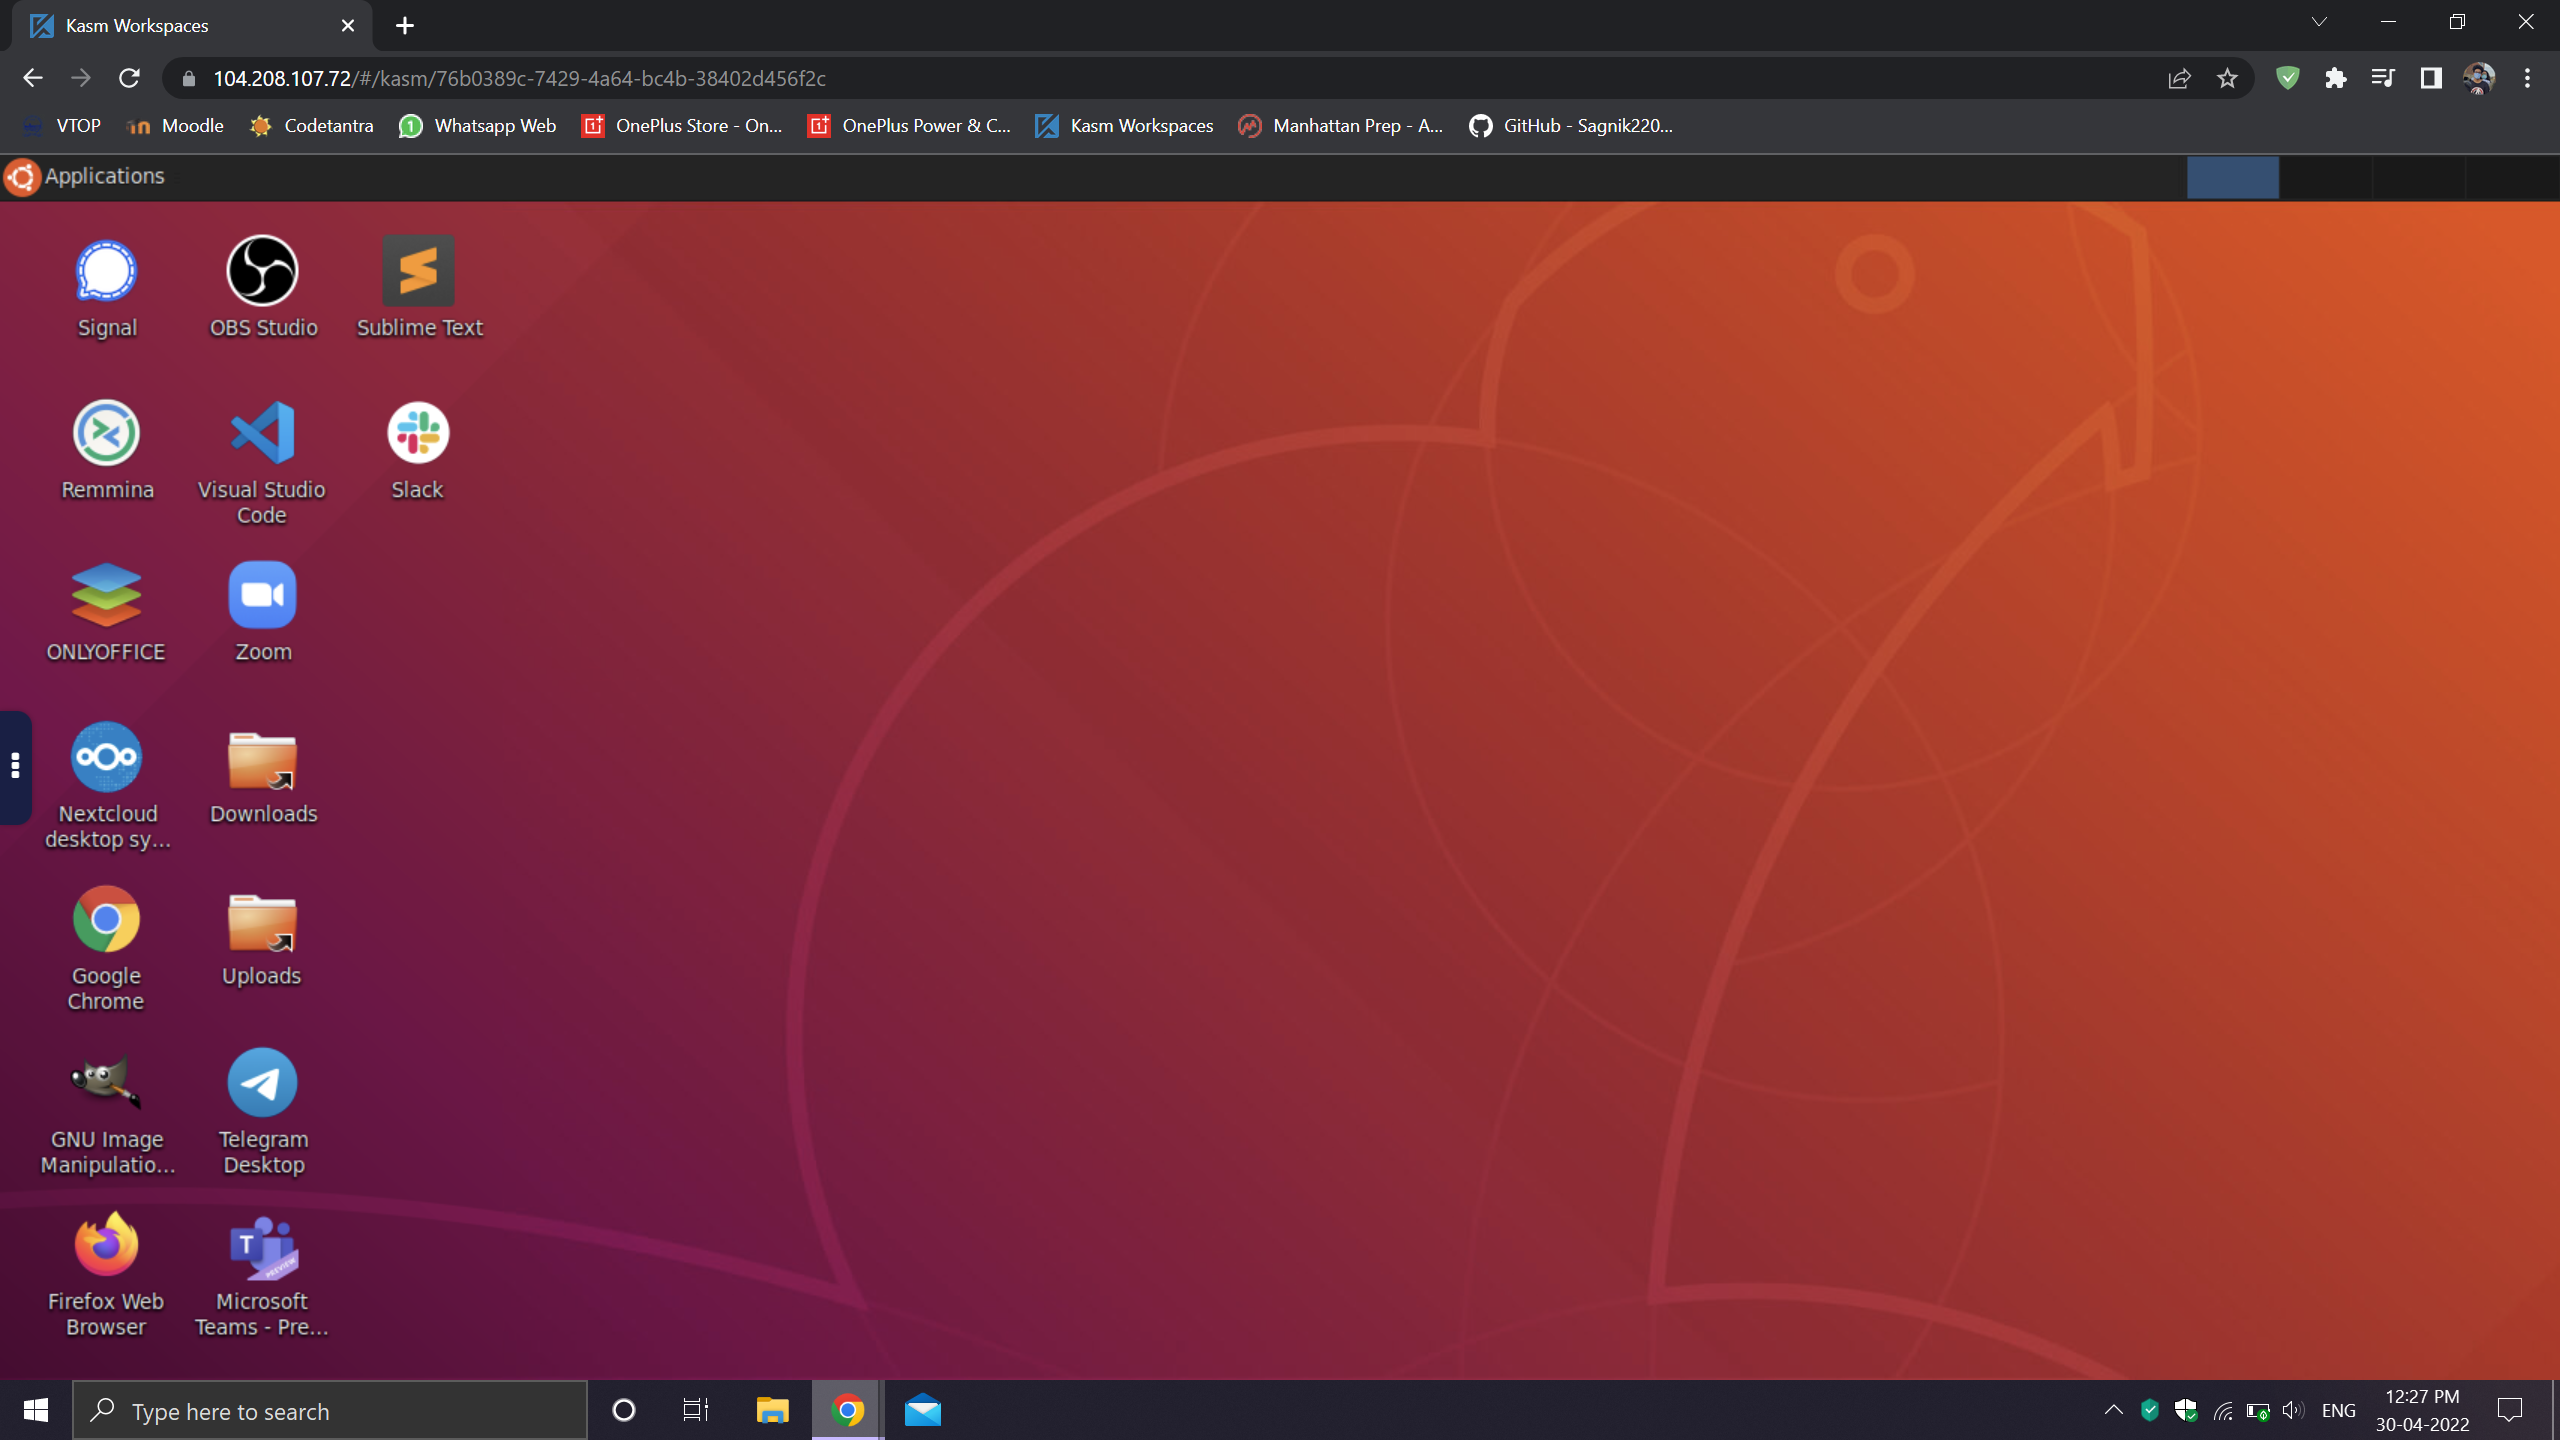 Kasm Workspaces
104.208.107.72/#/kasm/76b0389c-7429-4a64-bc4b-38402d456f2c
VTOP Moodle Codetantra Whatsapp Web OnePlus Store - On... OnePlus Power & C... Kasm Workspaces Manhattan Prep - A... GitHub - Sagnik220...
Applications
Signal OBS Studio Sublime Text
Remmina Visual Studio Slack
Code
ONLYOFFICE Zoom
Nextcloud Downloads
desktop sy...
Google Uploads
Chrome
GNU Image Telegram
Manipulatio... Desktop
T
PREVIEW
Firefox Web Microsoft
Browser Teams - Pre...
Type here to search
ENG
12:27 PM
30-04-2022